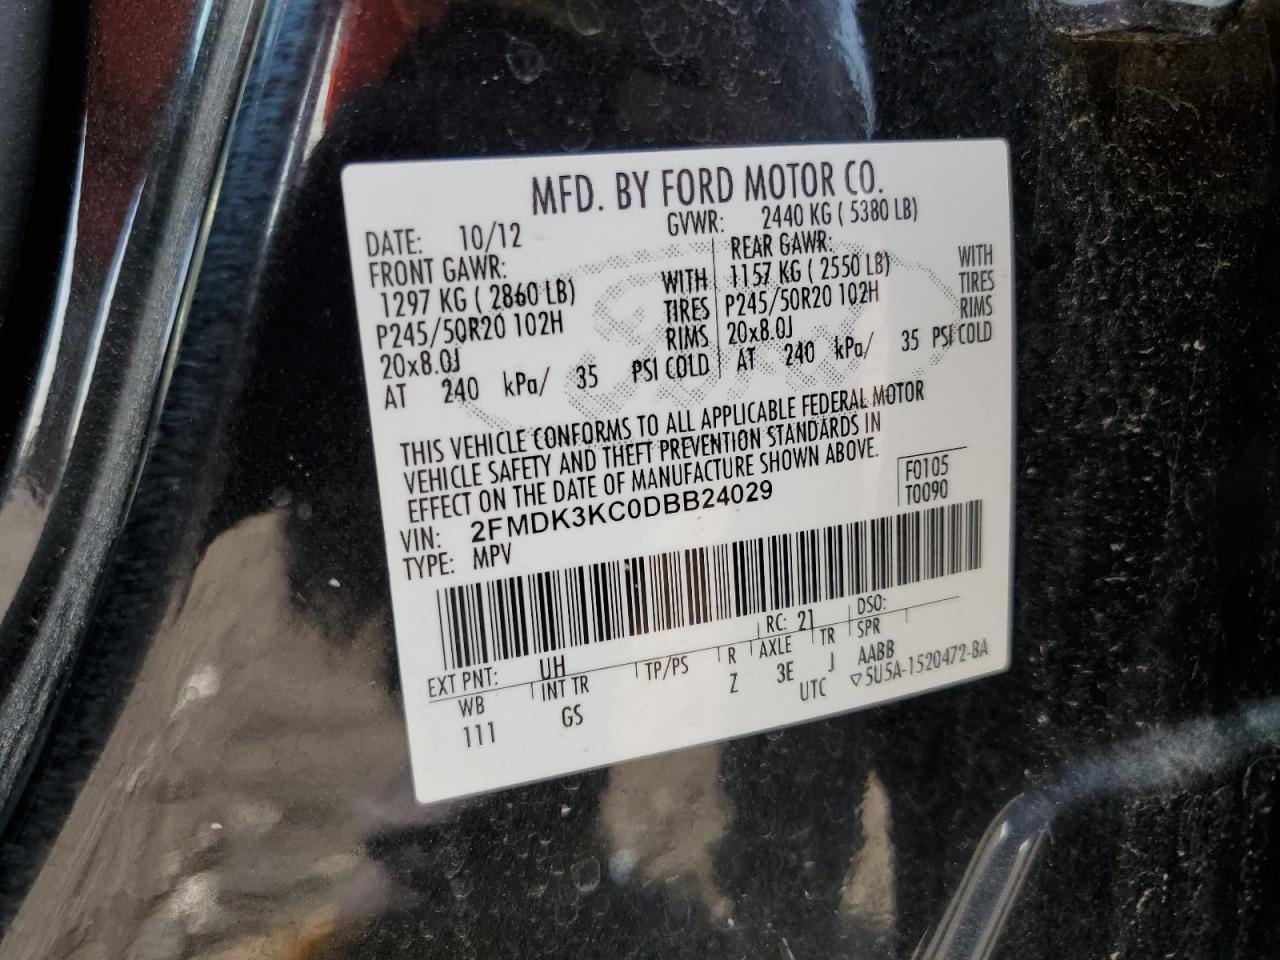 MFD. BY FORD MOTOR CO.
DATE: 10/12 GVWR: 2440 KG ( 5380 LB)
FRONT GAWR: REAR GAWR:
1297 KG ( 2860 LB) WITH 1157 KG ( 2550 LB) WITH
P245/50R20 102H TIRES P245/50R20 102H TIRES
20x8.0J RIMS 20x8.0J RIMS
AT 240 kPa/ 35 PSI COLD AT 240 kPa/ 35 PSI COLD
THIS VEHICLE CONFORMS TO ALL APPLICABLE FEDERAL MOTOR
VEHICLE SAFETY AND THEFT PREVENTION STANDARDS IN
EFFECT ON THE DATE OF MANUFACTURE SHOWN ABOVE.
VIN: 2FMDK3KC0DBB24029 F0105
TYPE: MPV T0090
EXT PNT: UH RC: 21 DSO:
WB INT TR TP/PS R AXLE TR SPR
111 GS Z 3E J AABB
UTC ▽5U5A-1520472-BA